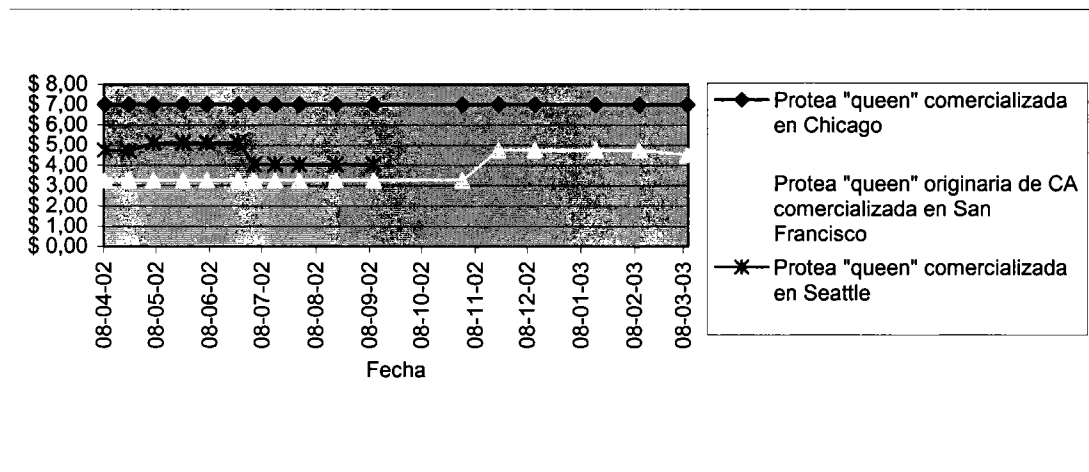 $ 8,00
$ 7,00
$ 6,00
$ 5,00
$ 4,00
$ 3,00
$ 2,00
$ 1,00
$ 0,00
08-04-02
08-05-02
08-06-02
08-07-02
08-08-02
08-09-02
08-10-02
08-11-02
08-12-02
08-01-03
08-02-03
08-03-03
Fecha
Protea "queen" comercializada
en Chicago
Protea "queen" originaria de CA
comercializada en San
Francisco
Protea "queen" comercializada
en Seattle